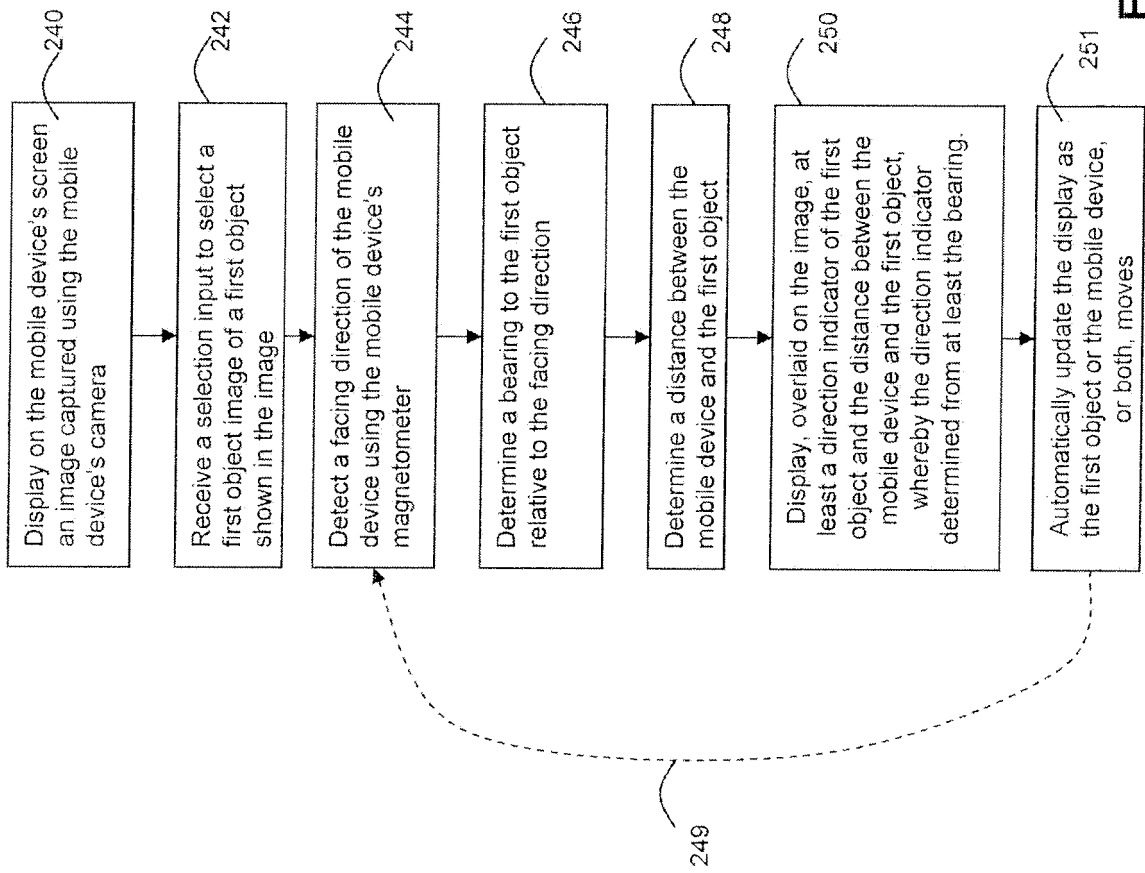 240
Display on the mobile device's screen
an image captured using the mobile
device's camera
242
Receive a selection input to select a
first object image of a first object
shown in the image
244
Detect a facing direction of the mobile
device using the mobile device's
magnetometer
246
Determine a bearing to the first object
relative to the facing direction
248
Determine a distance between the
mobile device and the first object
250
Display, overlaid on the image, at
least a direction indicator of the first
object and the distance between the
mobile device and the first object,
whereby the direction indicator
determined from at least the bearing.
251
Automatically update the display as
the first object or the mobile device,
or both, moves
249